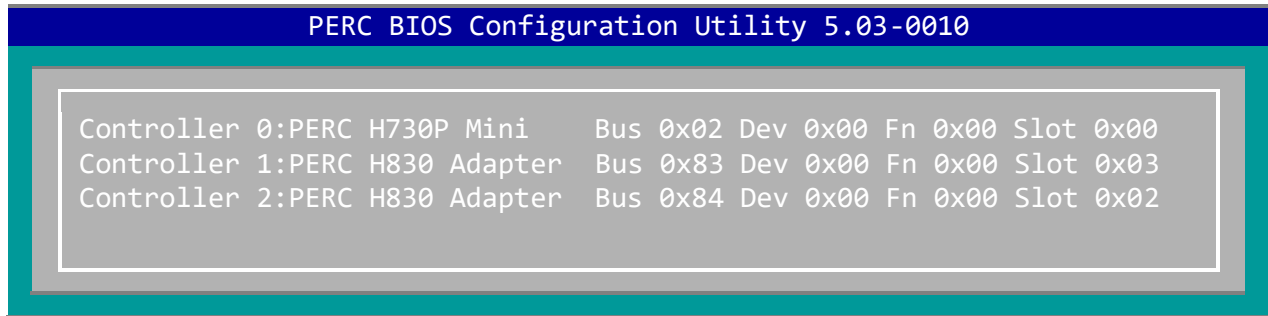 PERC BIOS Configuration Utility 5.03-0010
Controller 0:PERC H730P Mini    Bus 0x02 Dev 0x00 Fn 0x00 Slot 0x00
Controller 1:PERC H830 Adapter  Bus 0x83 Dev 0x00 Fn 0x00 Slot 0x03
Controller 2:PERC H830 Adapter  Bus 0x84 Dev 0x00 Fn 0x00 Slot 0x02